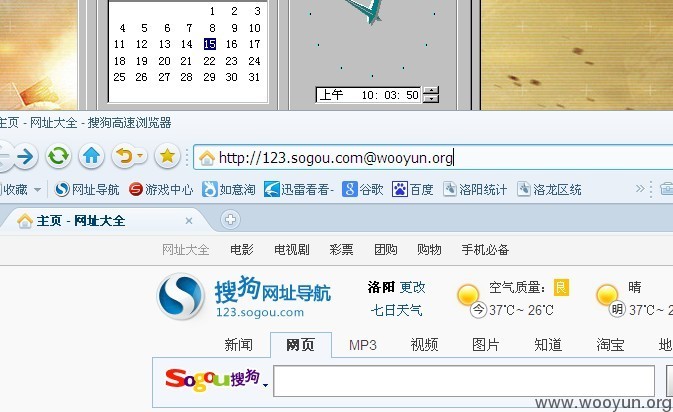 1 2 3
4 5 6 7 8 9 10
11 12 13 14 15 16 17
18 19 20 21 22 23 24
25 26 27 28 29 30 31
上午 10: 03: 50
主页 - 网址大全 - 搜狗高速浏览器
http://123.sogou.com@wooyun.org
收藏 网址导航 游戏中心 如意淘 迅雷看看- 谷歌 百度 洛阳统计 洛龙区统 »
主页 - 网址大全
网址大全 电影 电视剧 彩票 团购 购物 手机必备
搜狗网址导航
123.sogou.com
洛阳 更改
七日天气
空气质量: 良
今 37℃~ 26℃
晴
明 37℃~ 2
新闻 网页 MP3 视频 图片 知道 淘宝 地
Sogou搜狗
www.wooyun.org